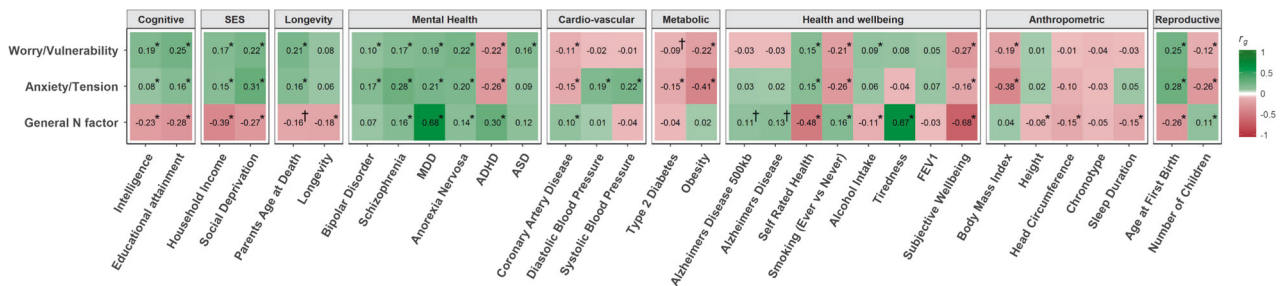 Cognitive SES Longevity Mental Health Cardio-vascular Metabolic Health and wellbeing Anthropometric Reproductive
Worry/Vulnerability 0.19* 0.25* 0.17* 0.22* 0.21* 0.08 0.10* 0.17* 0.19* 0.22* -0.22* 0.16* -0.11* -0.02 -0.01 -0.09† -0.22* -0.03 -0.03 0.15* -0.21* 0.09* 0.08 0.05 -0.27* -0.19* 0.01 -0.01 -0.04 -0.03 0.25* -0.12*
Anxiety/Tension 0.08* 0.16* 0.15* 0.31* 0.16* 0.06 0.17* 0.28* 0.21* 0.20* -0.26* 0.09 -0.15* 0.19* 0.22* -0.15* -0.41* 0.03 0.02 0.15* -0.26* 0.06 -0.04 0.07 -0.16* -0.38* 0.02 -0.10* -0.03 0.05 0.28* -0.26*
General N factor -0.23* -0.28* -0.39* -0.27* -0.16† -0.18* 0.07 0.16* 0.68* 0.14* 0.30* 0.12 0.10* 0.01 -0.04 -0.04 0.02 0.11† 0.13† -0.48* 0.16* -0.11* 0.67* -0.03 -0.68* 0.04 -0.06* -0.15* -0.05 -0.15* -0.26* 0.11*
Intelligence
Educational attainment
Household Income
Social Deprivation
Parents Age at Death
Longevity
Bipolar Disorder
Schizophrenia
MDD
Anorexia Nervosa
ADHD
ASD
Coronary Artery Disease
Diastolic Blood Pressure
Systolic Blood Pressure
Type 2 Diabetes
Obesity
Alzheimers Disease 500kb
Alzheimers Disease
Self Rated Health
Smoking (Ever vs Never)
Alcohol Intake
Tiredness
FEV1
Subjective Wellbeing
Body Mass Index
Height
Head Circumference
Chronotype
Sleep Duration
Age at First Birth
Number of Children
rg
1
0.5
0
-0.5
-1